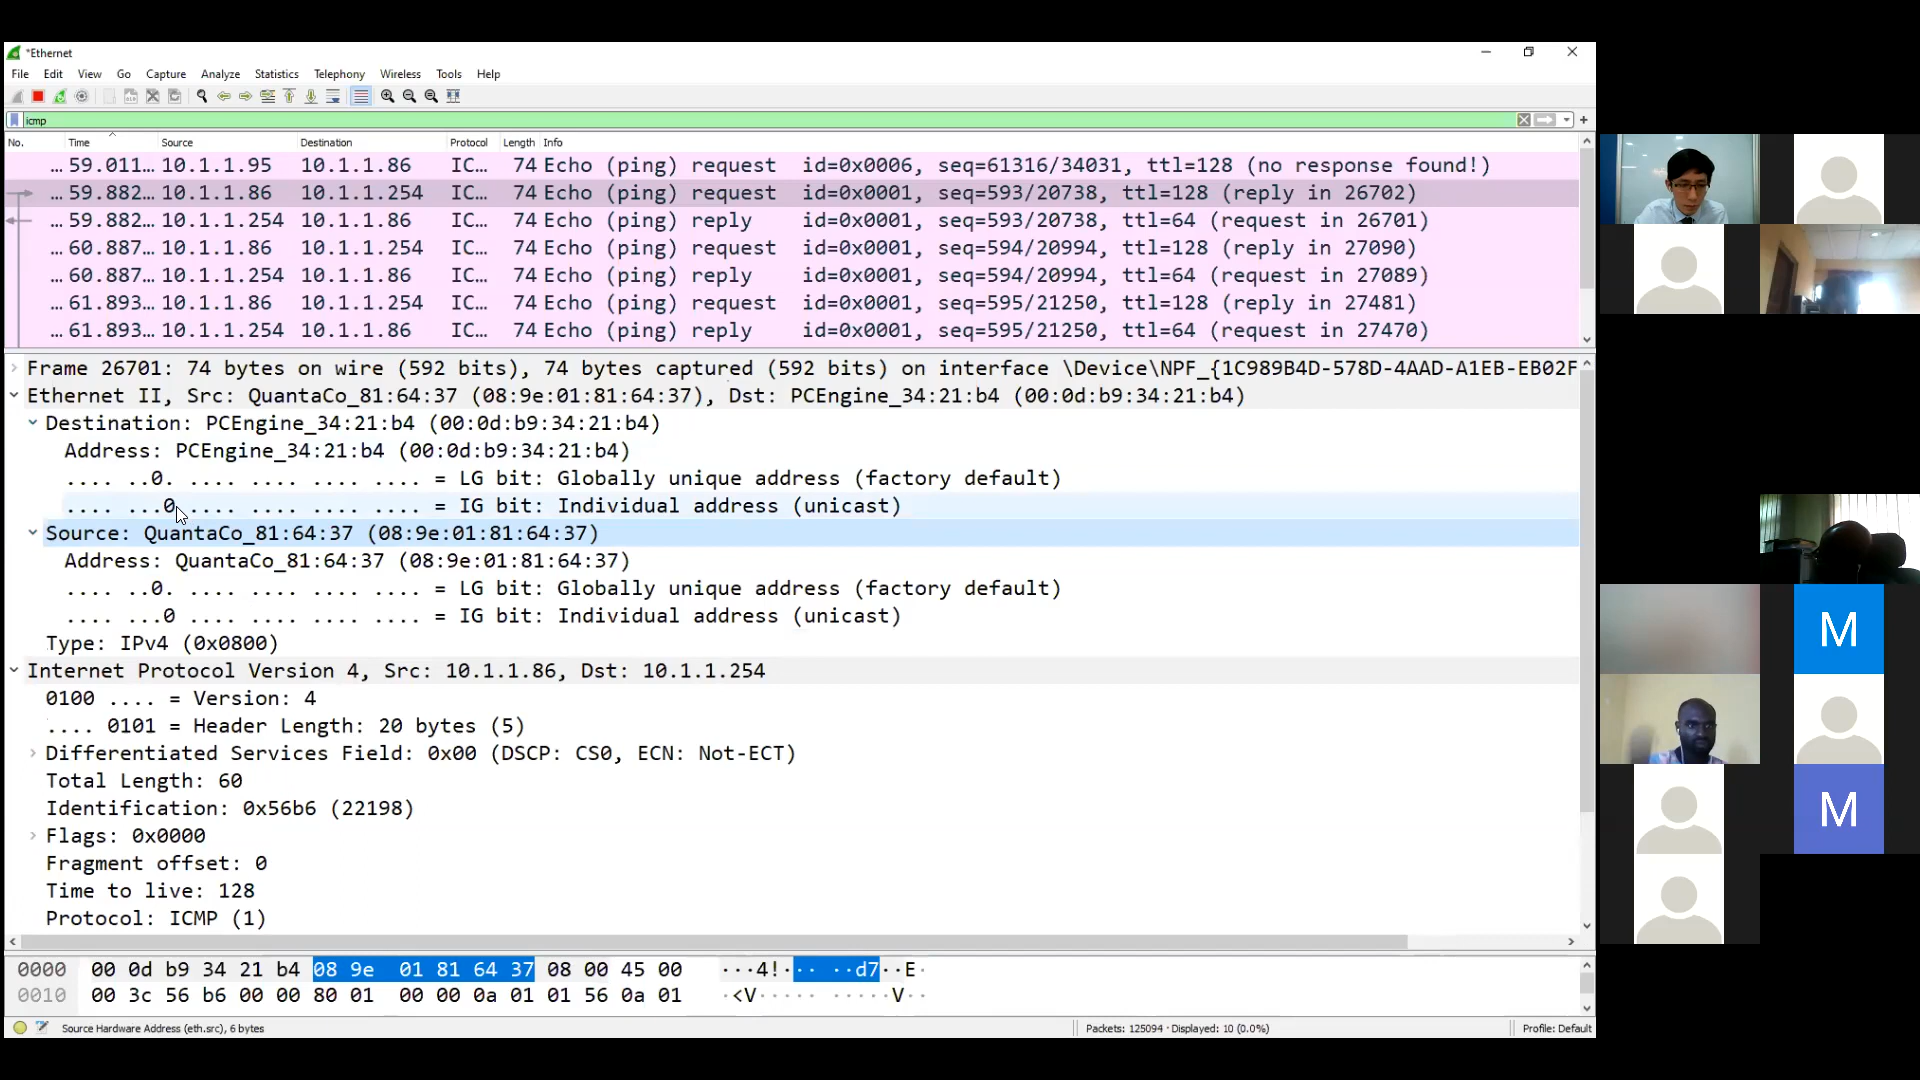 *Ethernet
File Edit View Go Capture Analyze Statistics Telephony Wireless Tools Help
icmp
No. Time Source Destination Protocol Length Info
... 59.011... 10.1.1.95 10.1.1.86 IC... 74 Echo (ping) request id=0x0006, seq=61316/34031, ttl=128 (no response found!)
... 59.882... 10.1.1.86 10.1.1.254 IC... 74 Echo (ping) request id=0x0001, seq=593/20738, ttl=128 (reply in 26702)
... 59.882... 10.1.1.254 10.1.1.86 IC... 74 Echo (ping) reply id=0x0001, seq=593/20738, ttl=64 (request in 26701)
... 60.887... 10.1.1.86 10.1.1.254 IC... 74 Echo (ping) request id=0x0001, seq=594/20994, ttl=128 (reply in 27090)
... 60.887... 10.1.1.254 10.1.1.86 IC... 74 Echo (ping) reply id=0x0001, seq=594/20994, ttl=64 (request in 27089)
... 61.893... 10.1.1.86 10.1.1.254 IC... 74 Echo (ping) request id=0x0001, seq=595/21250, ttl=128 (reply in 27481)
... 61.893... 10.1.1.254 10.1.1.86 IC... 74 Echo (ping) reply id=0x0001, seq=595/21250, ttl=64 (request in 27470)
Frame 26701: 74 bytes on wire (592 bits), 74 bytes captured (592 bits) on interface \Device\NPF_{1C989B4D-578D-4AAD-A1EB-EB02F
Ethernet II, Src: QuantaCo_81:64:37 (08:9e:01:81:64:37), Dst: PCEngine_34:21:b4 (00:0d:b9:34:21:b4)
Destination: PCEngine_34:21:b4 (00:0d:b9:34:21:b4)
Address: PCEngine_34:21:b4 (00:0d:b9:34:21:b4)
.... ..0. .... .... .... .... = LG bit: Globally unique address (factory default)
.... ...0 .... .... .... .... = IG bit: Individual address (unicast)
Source: QuantaCo_81:64:37 (08:9e:01:81:64:37)
Address: QuantaCo_81:64:37 (08:9e:01:81:64:37)
.... ..0. .... .... .... .... = LG bit: Globally unique address (factory default)
.... ...0 .... .... .... .... = IG bit: Individual address (unicast)
Type: IPv4 (0x0800)
Internet Protocol Version 4, Src: 10.1.1.86, Dst: 10.1.1.254
0100 .... = Version: 4
.... 0101 = Header Length: 20 bytes (5)
Differentiated Services Field: 0x00 (DSCP: CS0, ECN: Not-ECT)
Total Length: 60
Identification: 0x56b6 (22198)
Flags: 0x0000
Fragment offset: 0
Time to live: 128
Protocol: ICMP (1)
0000 00 0d b9 34 21 b4 08 9e 01 81 64 37 08 00 45 00 ···4!··· ··d7··E·
0010 00 3c 56 b6 00 00 80 01 00 00 0a 01 01 56 0a 01 ·<V····· ·····V··
Source Hardware Address (eth.src), 6 bytes
Packets: 125094 · Displayed: 10 (0.0%)
Profile: Default
M
M